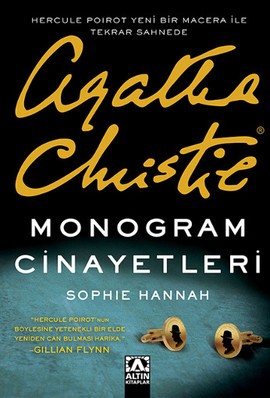 HERCULE POIROT YENİ BİR MACERA İLE
TEKRAR SAHNEDE
Agatha
Christie®
MONOGRAM
CİNAYETLERİ
SOPHIE HANNAH
"HERCULE POIROT'nun
BÖYLESİNE YETENEKLİ BİR ELDE
YENİDEN CAN BULMASI HARİKA."
GILLIAN FLYNN
ALTIN
KİTAPLAR